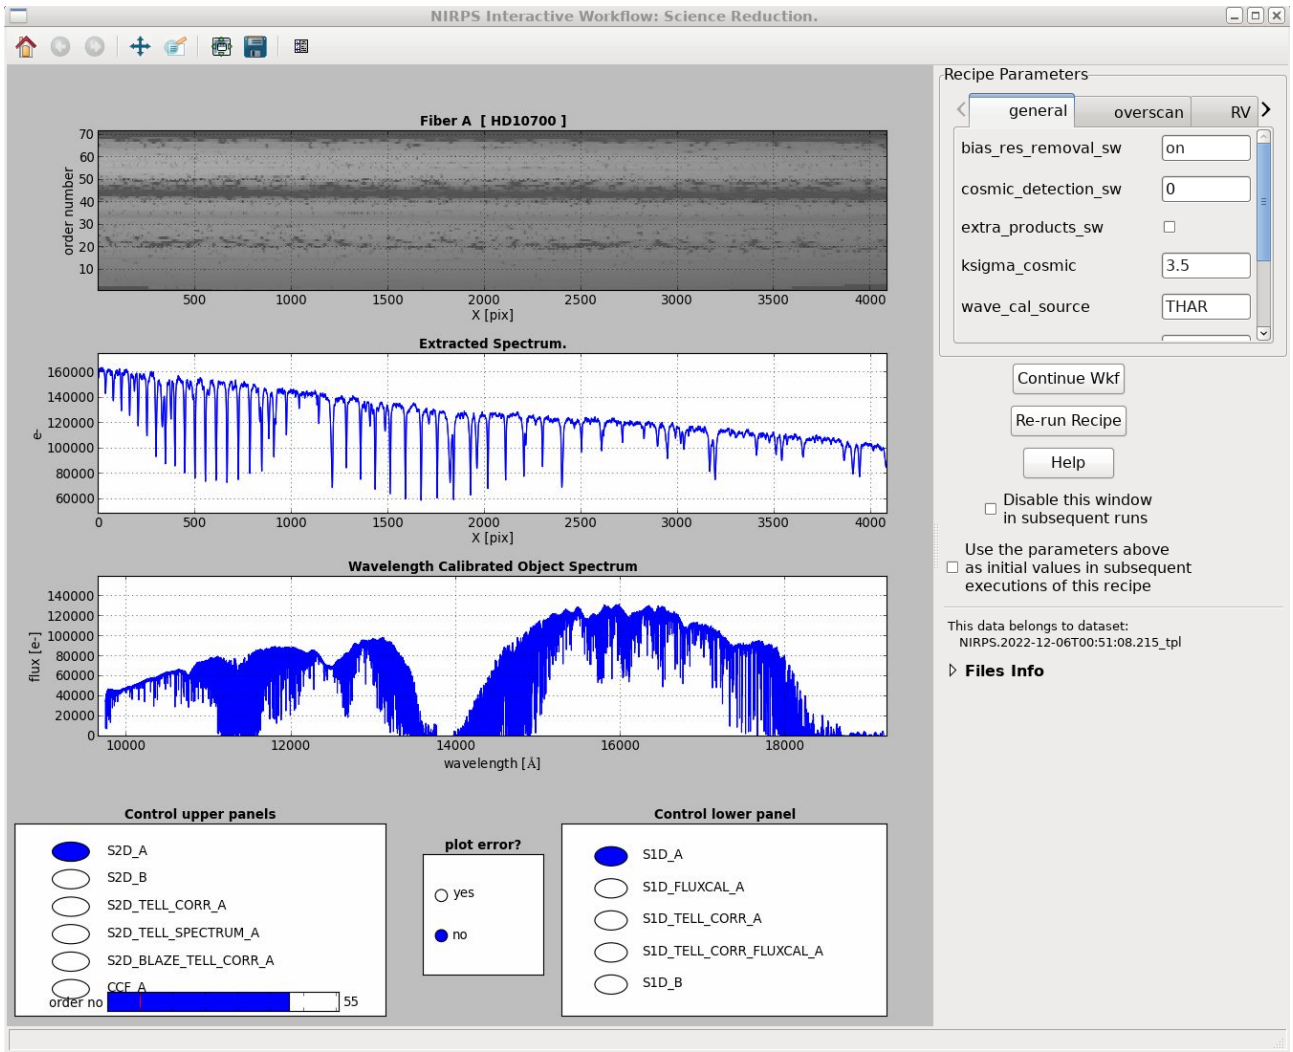 NIRPS Interactive Workflow: Science Reduction.
Fiber A [ HD10700 ]
70
60
50
40
30
20
10
order number
500 1000 1500 2000 2500 3000 3500 4000
X [pix]
Extracted Spectrum.
160000
140000
120000
100000
80000
60000
e-
0 500 1000 1500 2000 2500 3000 3500 4000
X [pix]
Wavelength Calibrated Object Spectrum
140000
120000
100000
80000
60000
40000
20000
0
flux [e-]
10000 12000 14000 16000 18000
wavelength [Å]
Control upper panels
S2D_A
S2D_B
S2D_TELL_CORR_A
S2D_TELL_SPECTRUM_A
S2D_BLAZE_TELL_CORR_A
CCF_A
order no 55
plot error?
yes
no
Control lower panel
S1D_A
S1D_FLUXCAL_A
S1D_TELL_CORR_A
S1D_TELL_CORR_FLUXCAL_A
S1D_B
Recipe Parameters
general overscan RV
bias_res_removal_sw on
cosmic_detection_sw 0
extra_products_sw
ksigma_cosmic 3.5
wave_cal_source THAR
Continue Wkf
Re-run Recipe
Help
Disable this window
in subsequent runs
Use the parameters above
as initial values in subsequent
executions of this recipe
This data belongs to dataset:
NIRPS.2022-12-06T00:51:08.215_tpl
Files Info